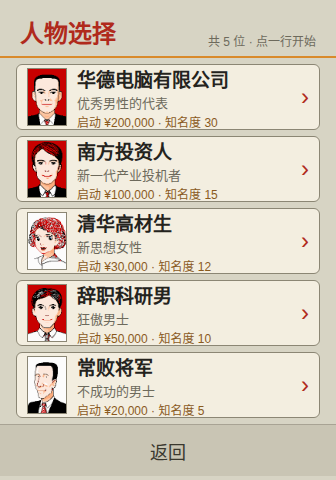 人物选择
共 5 位 · 点一行开始
华德电脑有限公司
优秀男性的代表
启动 ¥200,000 · 知名度 30
南方投资人
新一代产业投机者
启动 ¥100,000 · 知名度 15
清华高材生
新思想女性
启动 ¥30,000 · 知名度 12
辞职科研男
狂傲男士
启动 ¥50,000 · 知名度 10
常败将军
不成功的男士
启动 ¥20,000 · 知名度 5
返回